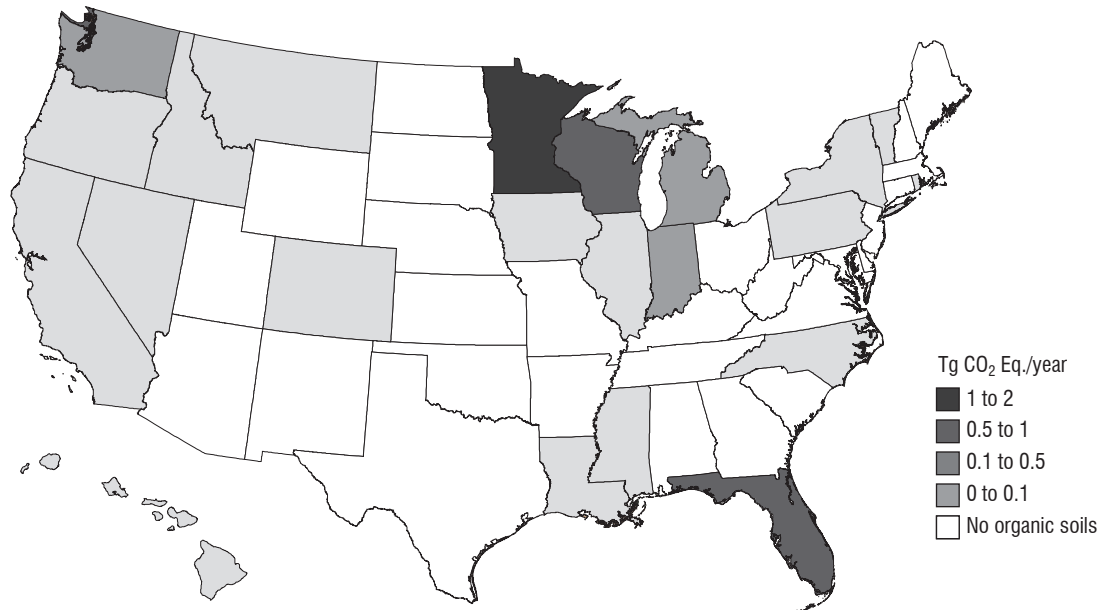 Tg CO₂ Eq./year
1 to 2
0.5 to 1
0.1 to 0.5
0 to 0.1
No organic soils